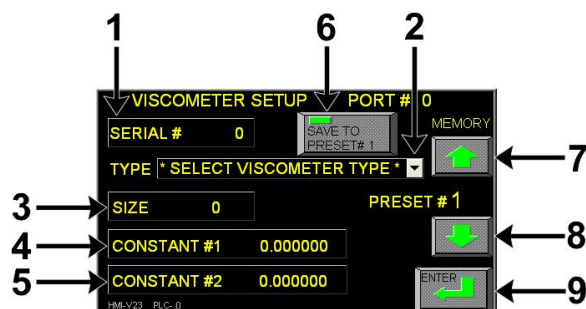 1
6
2
VISCOMETER SETUP PORT # 0
MEMORY
SERIAL # 0
SAVE TO
PRESET# 1
TYPE * SELECT VISCOMETER TYPE *
7
3
SIZE 0
PRESET # 1
4
CONSTANT #1 0.000000
8
5
CONSTANT #2 0.000000
ENTER
9
HMI-V23 PLC- 0